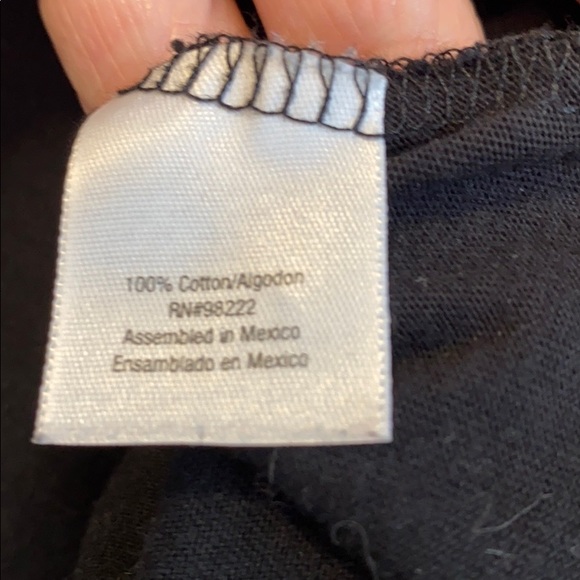 100% Cotton/Algodon
RN#98222
Assembled in Mexico
Ensamblado en Mexico